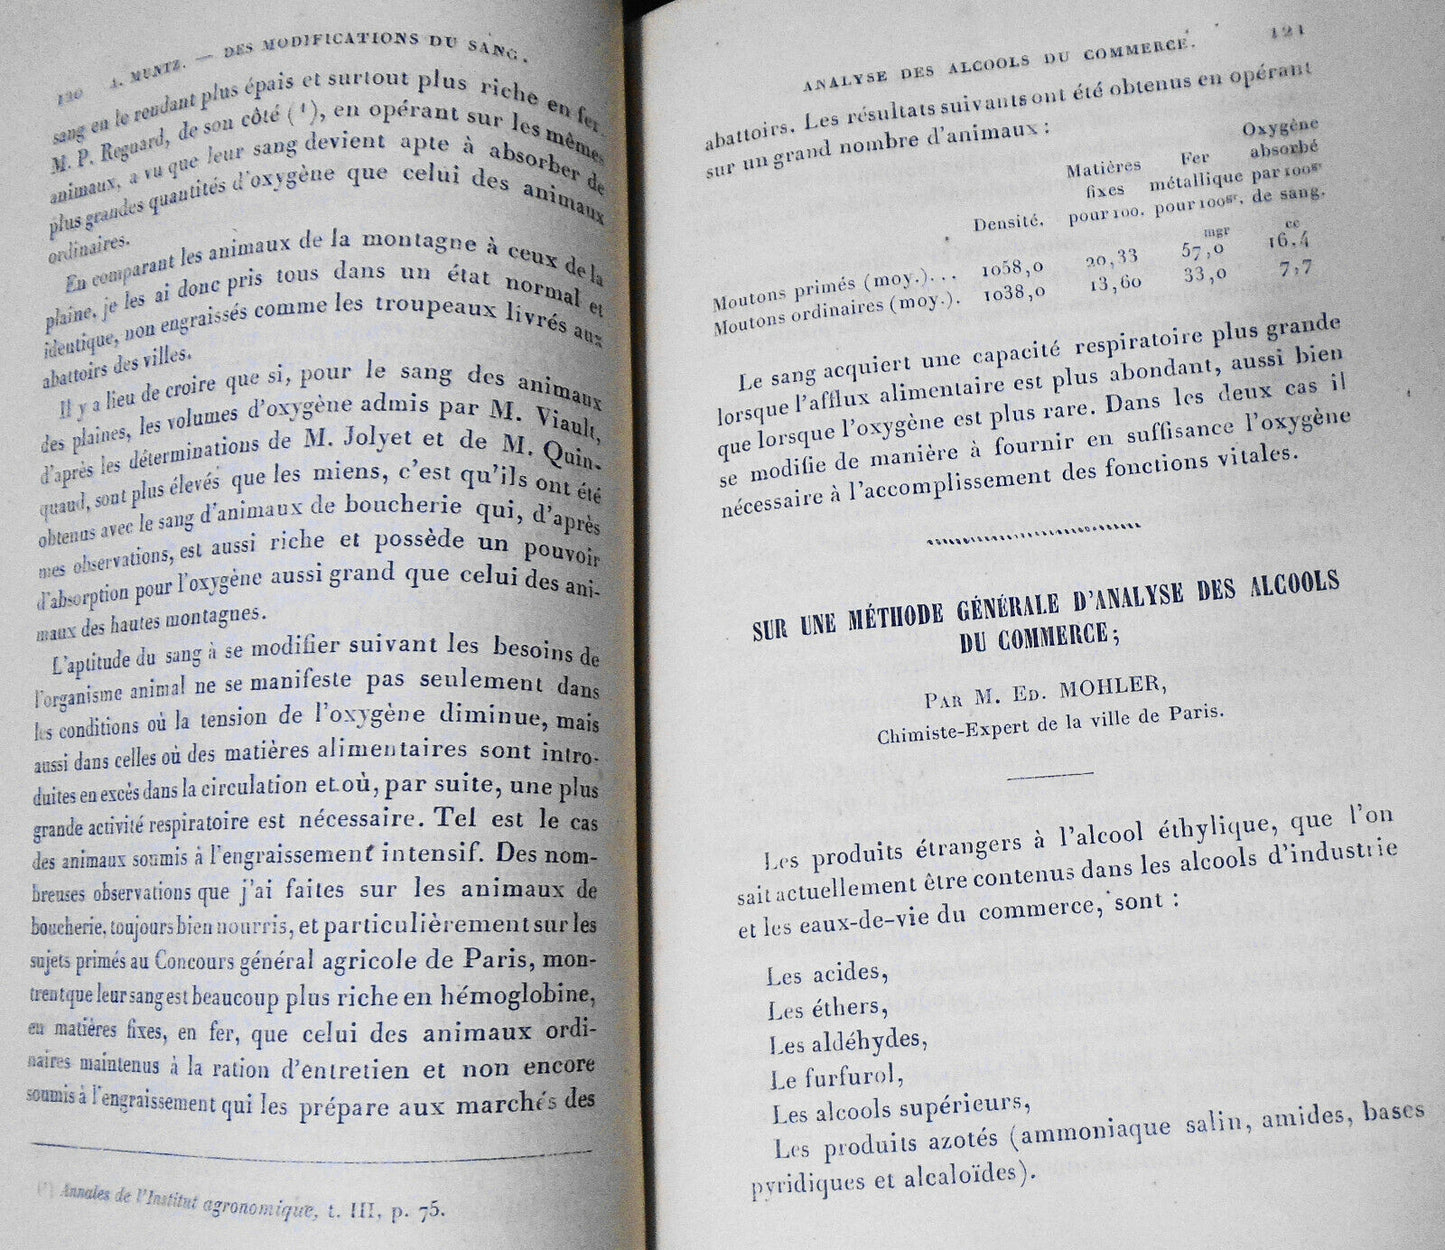 120 A. MUNTZ. — DES MODIFICATIONS DU SANG.
sang en le rendant plus épais et surtout plus riche en fer.
M. P. Regnard, de son côté (¹), en opérant sur les mêmes
animaux, a vu que leur sang devient apte à absorber de
plus grandes quantités d'oxygène que celui des animaux
ordinaires.
En comparant les animaux de la montagne à ceux de la
plaine, je les ai donc pris tous dans un état normal et
identique, non engraissés comme les troupeaux livrés aux
abattoirs des villes.
Il y a lieu de croire que si, pour le sang des animaux
des plaines, les volumes d'oxygène admis par M. Viault,
d'après les déterminations de M. Jolyet et de M. Quin-
quaud, sont plus élevés que les miens, c'est qu'ils ont été
obtenus avec le sang d'animaux de boucherie qui, d'après
mes observations, est aussi riche et possède un pouvoir
d'absorption pour l'oxygène aussi grand que celui des ani-
maux des hautes montagnes.
L'aptitude du sang à se modifier suivant les besoins de
l'organisme animal ne se manifeste pas seulement dans
les conditions où la tension de l'oxygène diminue, mais
aussi dans celles où des matières alimentaires sont intro-
duites en excès dans la circulation et où, par suite, une plus
grande activité respiratoire est nécessaire. Tel est le cas
des animaux soumis à l'engraissement intensif. Des nom-
breuses observations que j'ai faites sur les animaux de
boucherie, toujours bien nourris, et particulièrement sur les
sujets primés au Concours général agricole de Paris, mon-
trent que leur sang est beaucoup plus riche en hémoglobine,
en matières fixes, en fer, que celui des animaux ordi-
naires maintenus à la ration d'entretien et non encore
soumis à l'engraissement qui les prépare aux marchés des
(¹) Annales de l'Institut agronomique, t. III, p. 75.
ANALYSE DES ALCOOLS DU COMMERCE. 121
abattoirs. Les résultats suivants ont été obtenus en opérant
sur un grand nombre d'animaux :
Oxygène
Matières Fer absorbé
fixes métallique par 100gr
Densité. pour 100. pour 100gr. de sang.
mgr cc
Moutons primés (moy.)... 1058,0 20,33 57,0 16,4
Moutons ordinaires (moy.). 1038,0 13,60 33,0 7,7
Le sang acquiert une capacité respiratoire plus grande
lorsque l'afflux alimentaire est plus abondant, aussi bien
que lorsque l'oxygène est plus rare. Dans les deux cas il
se modifie de manière à fournir en suffisance l'oxygène
nécessaire à l'accomplissement des fonctions vitales.
SUR UNE MÉTHODE GÉNÉRALE D'ANALYSE DES ALCOOLS
DU COMMERCE;
PAR M. ED. MOHLER,
Chimiste-Expert de la ville de Paris.
Les produits étrangers à l'alcool éthylique, que l'on
sait actuellement être contenus dans les alcools d'industrie
et les eaux-de-vie du commerce, sont :
Les acides,
Les éthers,
Les aldéhydes,
Le furfurol,
Les alcools supérieurs,
Les produits azotés (ammoniaque salin, amides, bases
pyridiques et alcaloïdes).